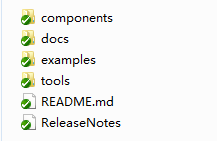 components
docs
examples
tools
README.md
ReleaseNotes